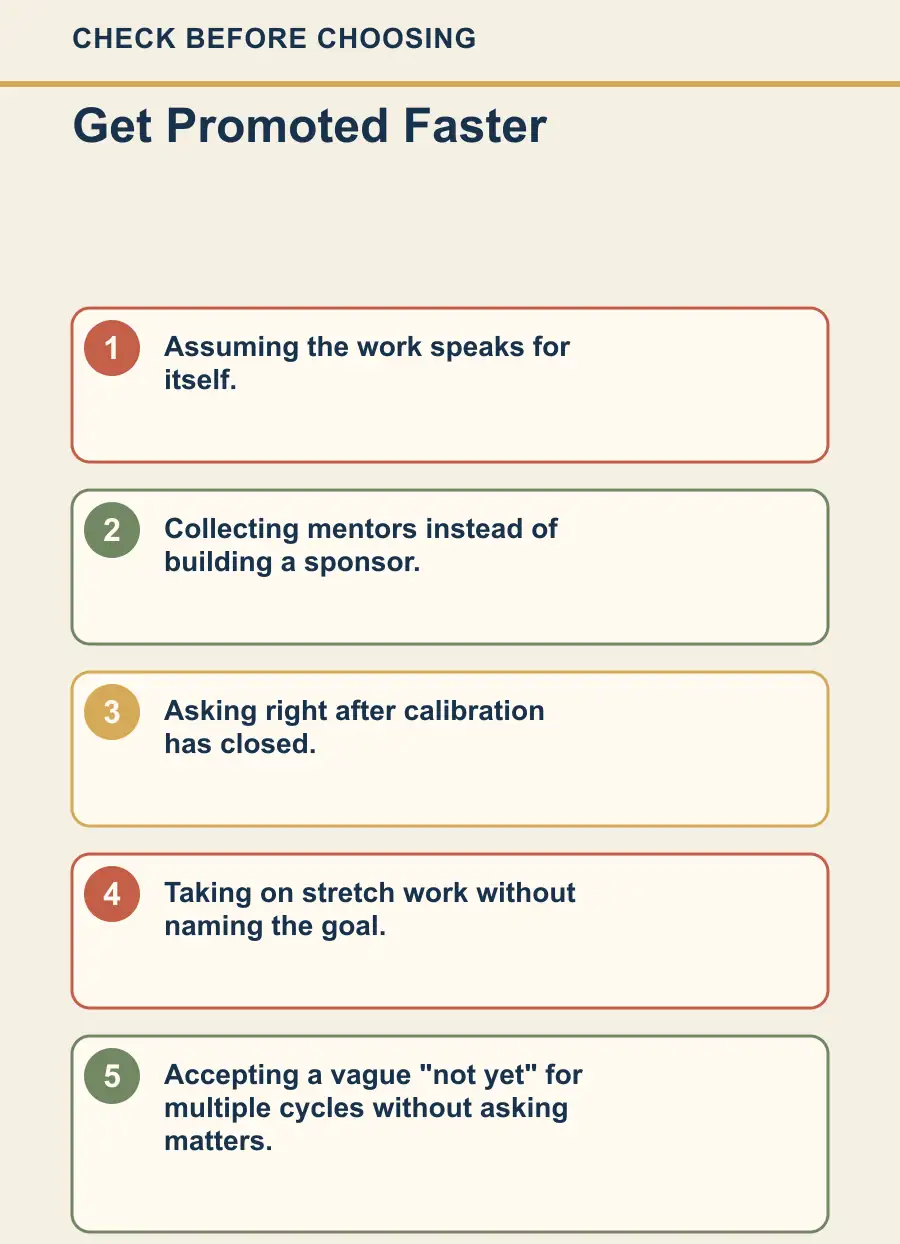 CHECK BEFORE CHOOSING
Get Promoted Faster
1
Assuming the work speaks for
itself.
2
Collecting mentors instead of
building a sponsor.
3
Asking right after calibration
has closed.
4
Taking on stretch work without
naming the goal.
5
Accepting a vague "not yet" for
multiple cycles without asking
matters.